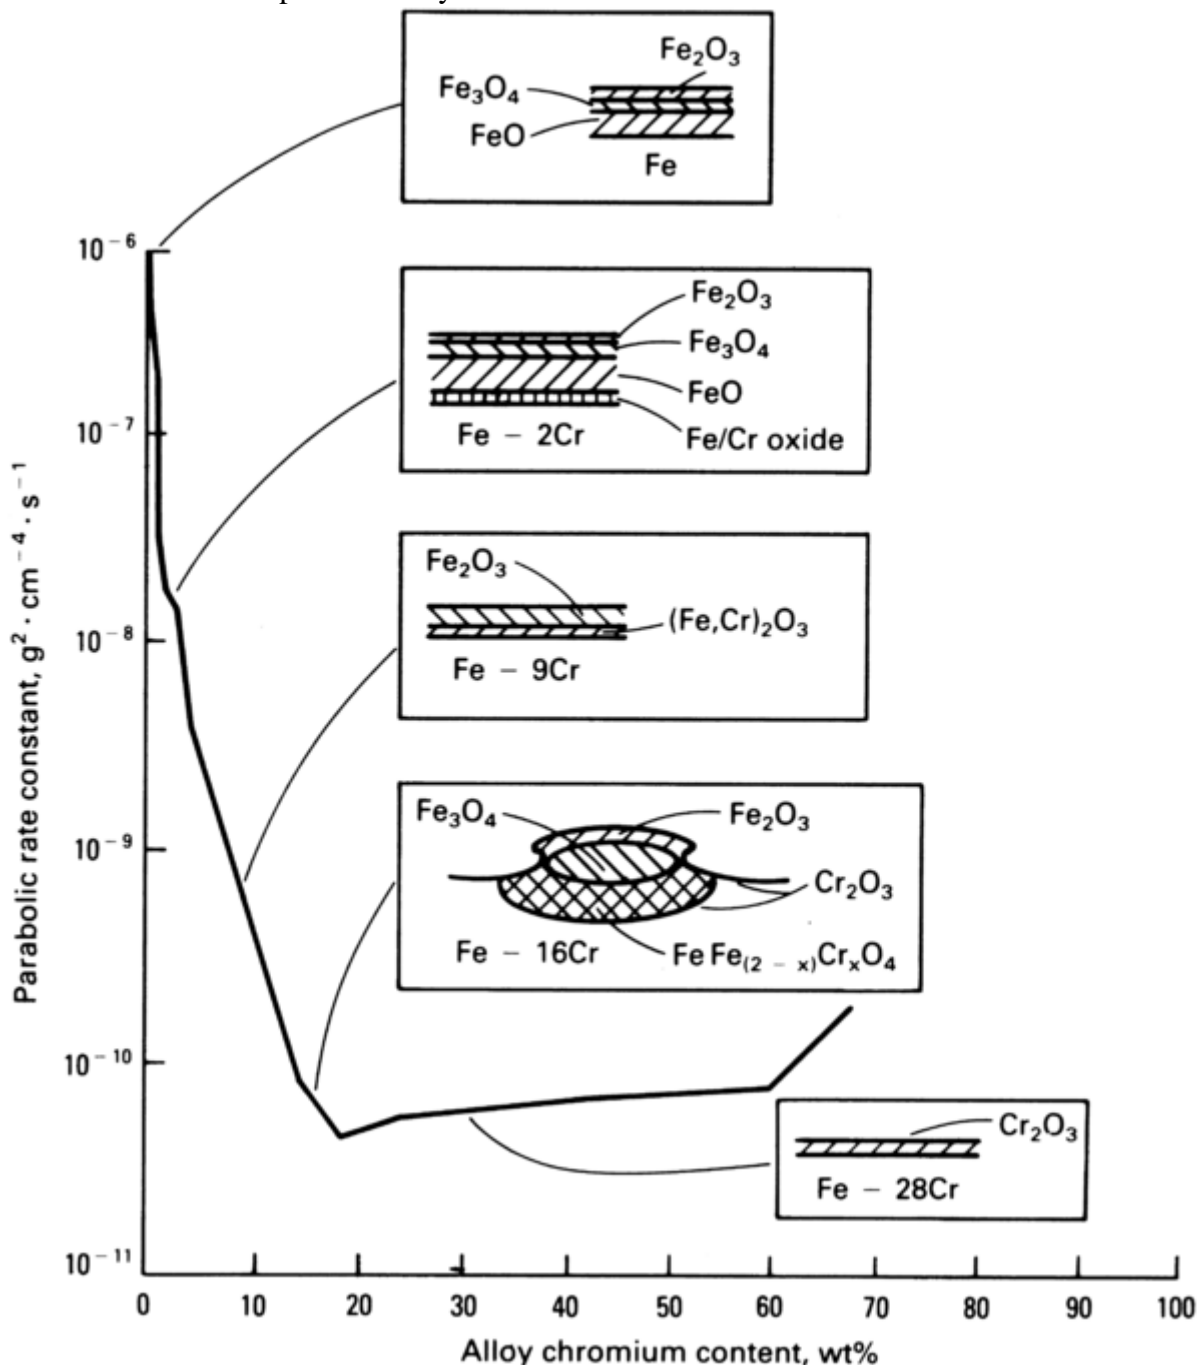 Fe₂O₃
Fe₃O₄
FeO
Fe
10⁻⁶
Fe₂O₃
Fe₃O₄
FeO
Fe/Cr oxide
Fe – 2Cr
10⁻⁷
Fe₂O₃
(Fe,Cr)₂O₃
Fe – 9Cr
10⁻⁸
Fe₃O₄
Fe₂O₃
Cr₂O₃
Fe – 16Cr
Fe Fe₍₂ ₋ ₓ₎CrₓO₄
10⁻⁹
10⁻¹⁰
Cr₂O₃
Fe – 28Cr
10⁻¹¹
Parabolic rate constant, g² · cm⁻⁴ · s⁻¹
0 10 20 30 40 50 60 70 80 90 100
Alloy chromium content, wt%